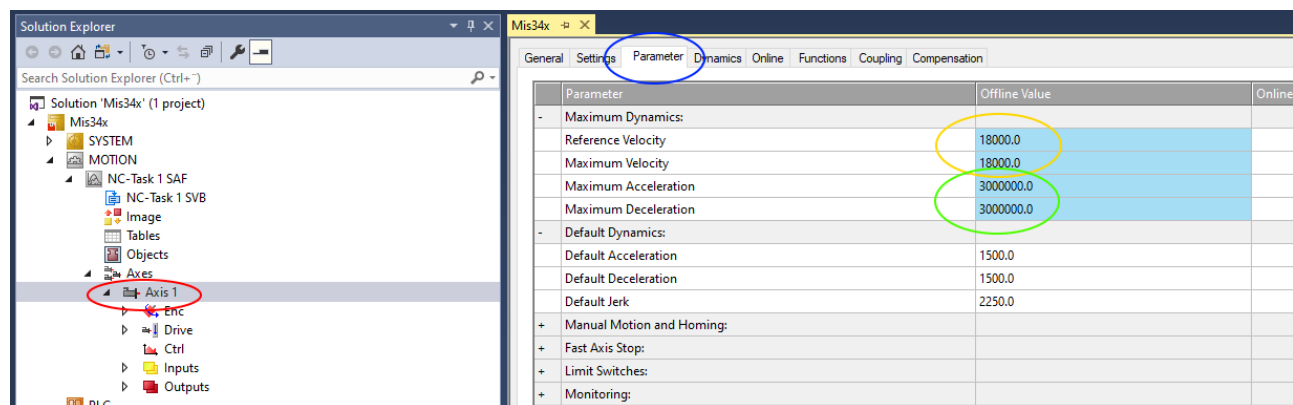 Solution Explorer
Search Solution Explorer (Ctrl+¨)
Solution 'Mis34x' (1 project)
Mis34x
SYSTEM
MOTION
NC-Task 1 SAF
NC-Task 1 SVB
Image
Tables
Objects
Axes
Axis 1
Enc
Drive
Ctrl
Inputs
Outputs
PLC
Mis34x
General Settings Parameter Dynamics Online Functions Coupling Compensation
Parameter Offline Value Online
- Maximum Dynamics:
Reference Velocity 18000.0
Maximum Velocity 18000.0
Maximum Acceleration 3000000.0
Maximum Deceleration 3000000.0
- Default Dynamics:
Default Acceleration 1500.0
Default Deceleration 1500.0
Default Jerk 2250.0
+ Manual Motion and Homing:
+ Fast Axis Stop:
+ Limit Switches:
+ Monitoring: